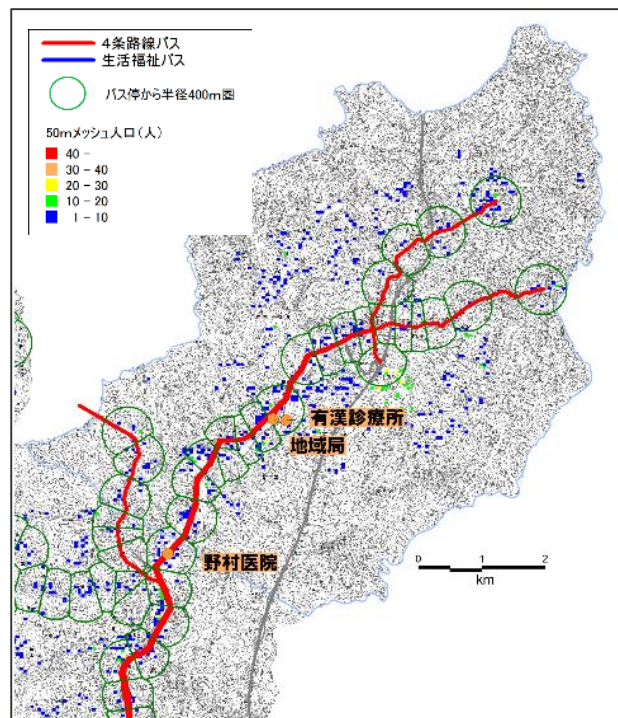 4条路線バス
生活福祉バス
バス停から半径400m圏
50mメッシュ人口(人)
40 -
30 - 40
20 - 30
10 - 20
1 - 10
有漢診療所
地域局
野村医院
0 1 2
km